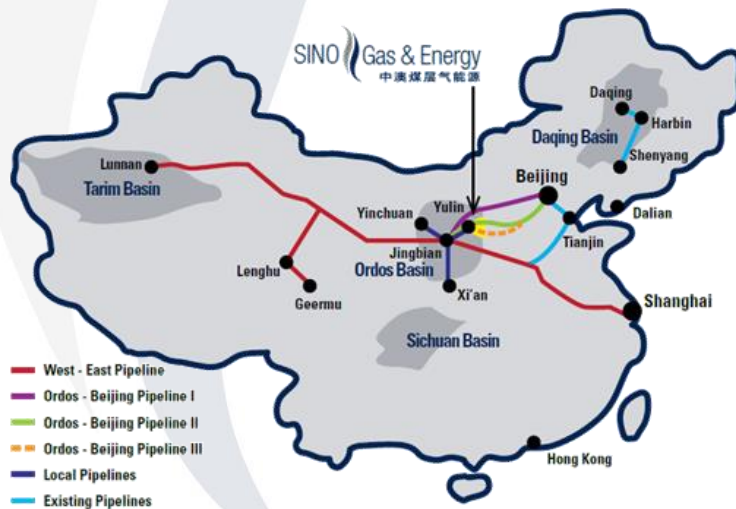 SINO Gas & Energy
中澳煤层气能源
Daqing
Harbin
Daqing Basin
Shenyang
Lunnan
Tarim Basin
Beijing
Yinchuan
Yulin
Dalian
Tianjin
Jingbian
Lenghu
Ordos Basin
Geermu
Xi'an
Shanghai
Sichuan Basin
West - East Pipeline
Ordos - Beijing Pipeline I
Ordos - Beijing Pipeline II
Ordos - Beijing Pipeline III
Local Pipelines
Existing Pipelines
Hong Kong